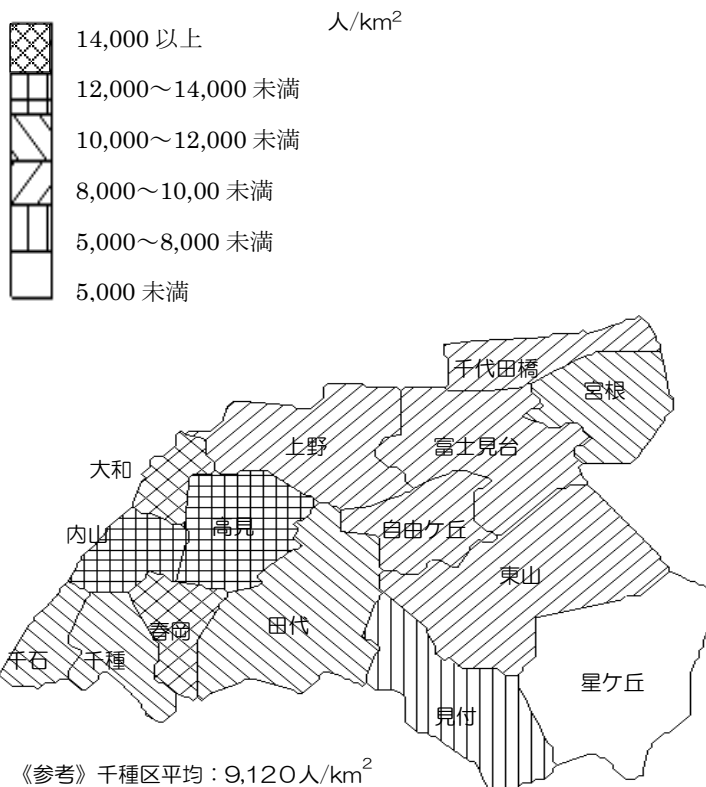 人/km²
14,000 以上
12,000～14,000 未満
10,000～12,000 未満
8,000～10,00 未満
5,000～8,000 未満
5,000 未満
千代田橋
宮根
上野
富士見台
大和
内山
高見
自由ケ丘
東山
春岡
田代
千石
千種
星ケ丘
見付
《参考》千種区平均：9,120人/km²